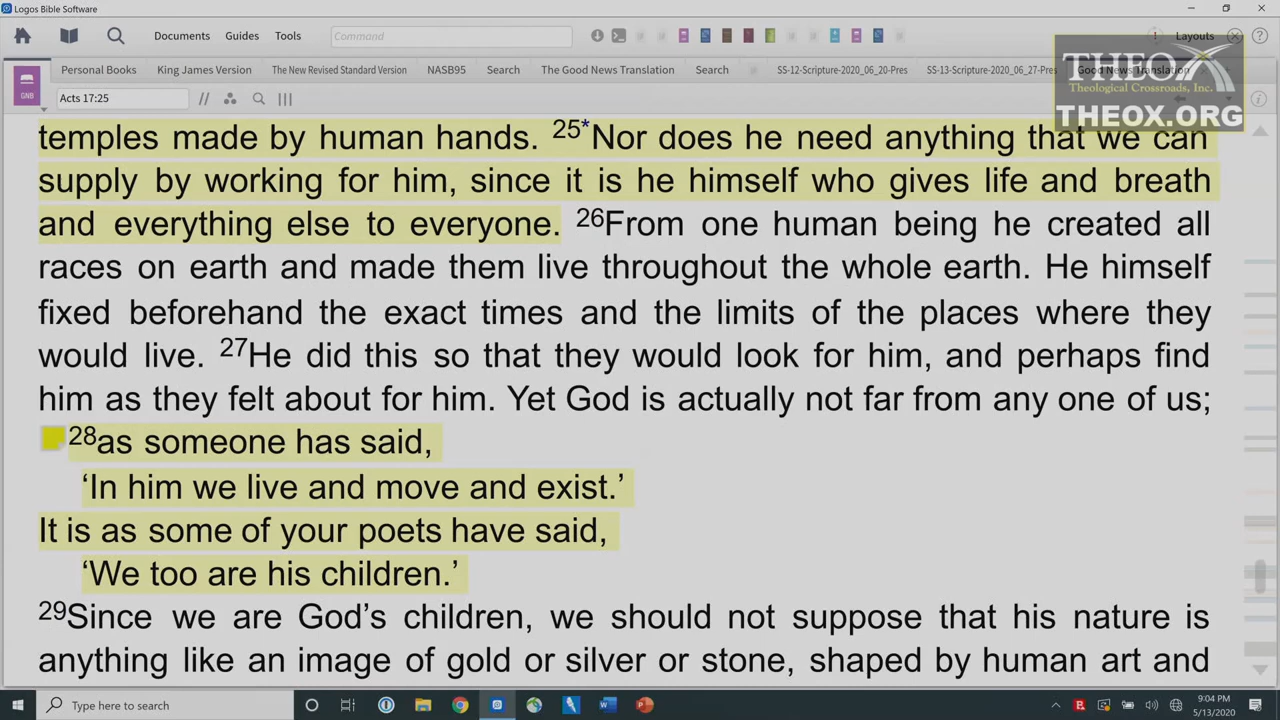 Logos Bible Software
Documents Guides Tools Command Layouts
THEOX
Theological Crossroads, Inc.
THEOX.ORG
Personal Books King James Version The New Revised Standard Search The Good News Translation Search SS-12-Scripture-2020_06_20-Pres SS-13-Scripture-2020_06_27-Pres Good News Translation
GNB
Acts 17:25
temples made by human hands. 25*Nor does he need anything that we can
supply by working for him, since it is he himself who gives life and breath
and everything else to everyone. 26From one human being he created all
races on earth and made them live throughout the whole earth. He himself
fixed beforehand the exact times and the limits of the places where they
would live. 27He did this so that they would look for him, and perhaps find
him as they felt about for him. Yet God is actually not far from any one of us;
28as someone has said,
‘In him we live and move and exist.’
It is as some of your poets have said,
‘We too are his children.’
29Since we are God’s children, we should not suppose that his nature is
anything like an image of gold or silver or stone, shaped by human art and
Type here to search
9:04 PM
5/13/2020